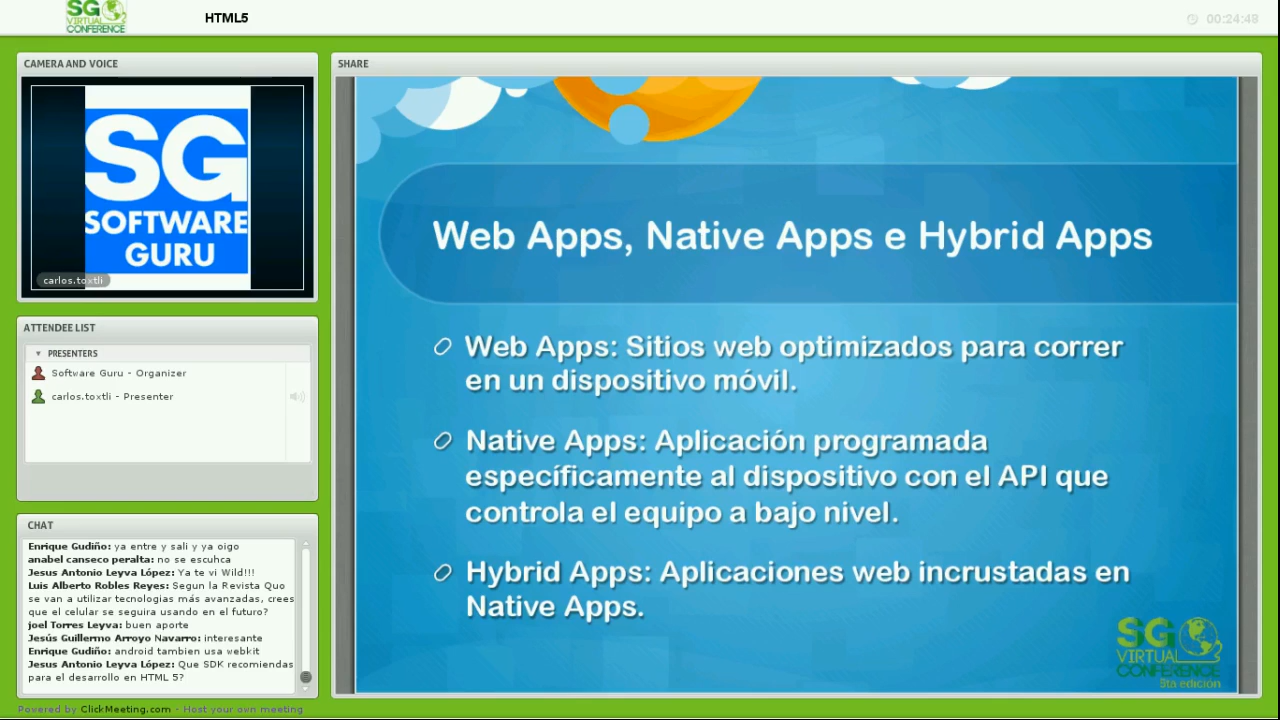 SG
VIRTUAL
CONFERENCE
HTML5
00:24:48
CAMERA AND VOICE
SG
SOFTWARE
GURU
carlos.toxtli
ATTENDEE LIST
PRESENTERS
Software Guru - Organizer
carlos.toxtli - Presenter
CHAT
Enrique Gudiño: ya entre y sali y ya oigo
anabel canseco peralta: no se esculhca
Jesus Antonio Leyva López: Ya te vi Wild!!!
Luis Alberto Robles Reyes: Segun la Revista Quo
se van a utilizar tecnologias más avanzadas, crees
que el celular se seguira usando en el futuro?
joel Torres Leyva: buen aporte
Jesús Guillermo Arroyo Navarro: interesante
Enrique Gudiño: android tambien usa webkit
Jesus Antonio Leyva López: Que SDK recomiendas
para el desarrollo en HTML 5?
Powered by ClickMeeting.com - Host your own meeting
SHARE
Web Apps, Native Apps e Hybrid Apps
Web Apps: Sitios web optimizados para correr
en un dispositivo móvil.
Native Apps: Aplicación programada
específicamente al dispositivo con el API que
controla el equipo a bajo nivel.
Hybrid Apps: Aplicaciones web incrustadas en
Native Apps.
SG
VIRTUAL
CONFERENCE
5ta edición